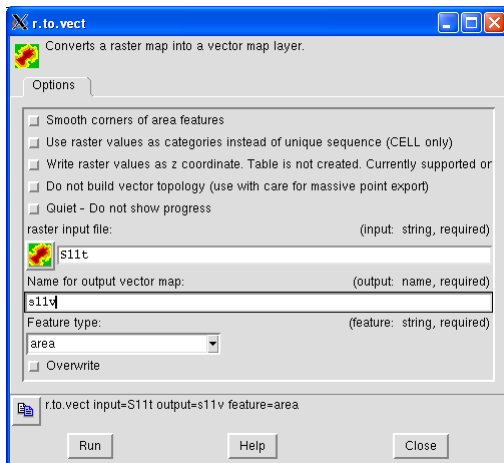 r.to.vect
Converts a raster map into a vector map layer.
Options
Smooth corners of area features
Use raster values as categories instead of unique sequence (CELL only)
Write raster values as z coordinate. Table is not created. Currently supported or
Do not build vector topology (use with care for massive point export)
Quiet - Do not show progress
raster input file: (input: string, required)
S11t
Name for output vector map: (output: name, required)
s11v
Feature type: (feature: string, required)
area
Overwrite
r.to.vect input=S11t output=s11v feature=area
Run Help Close